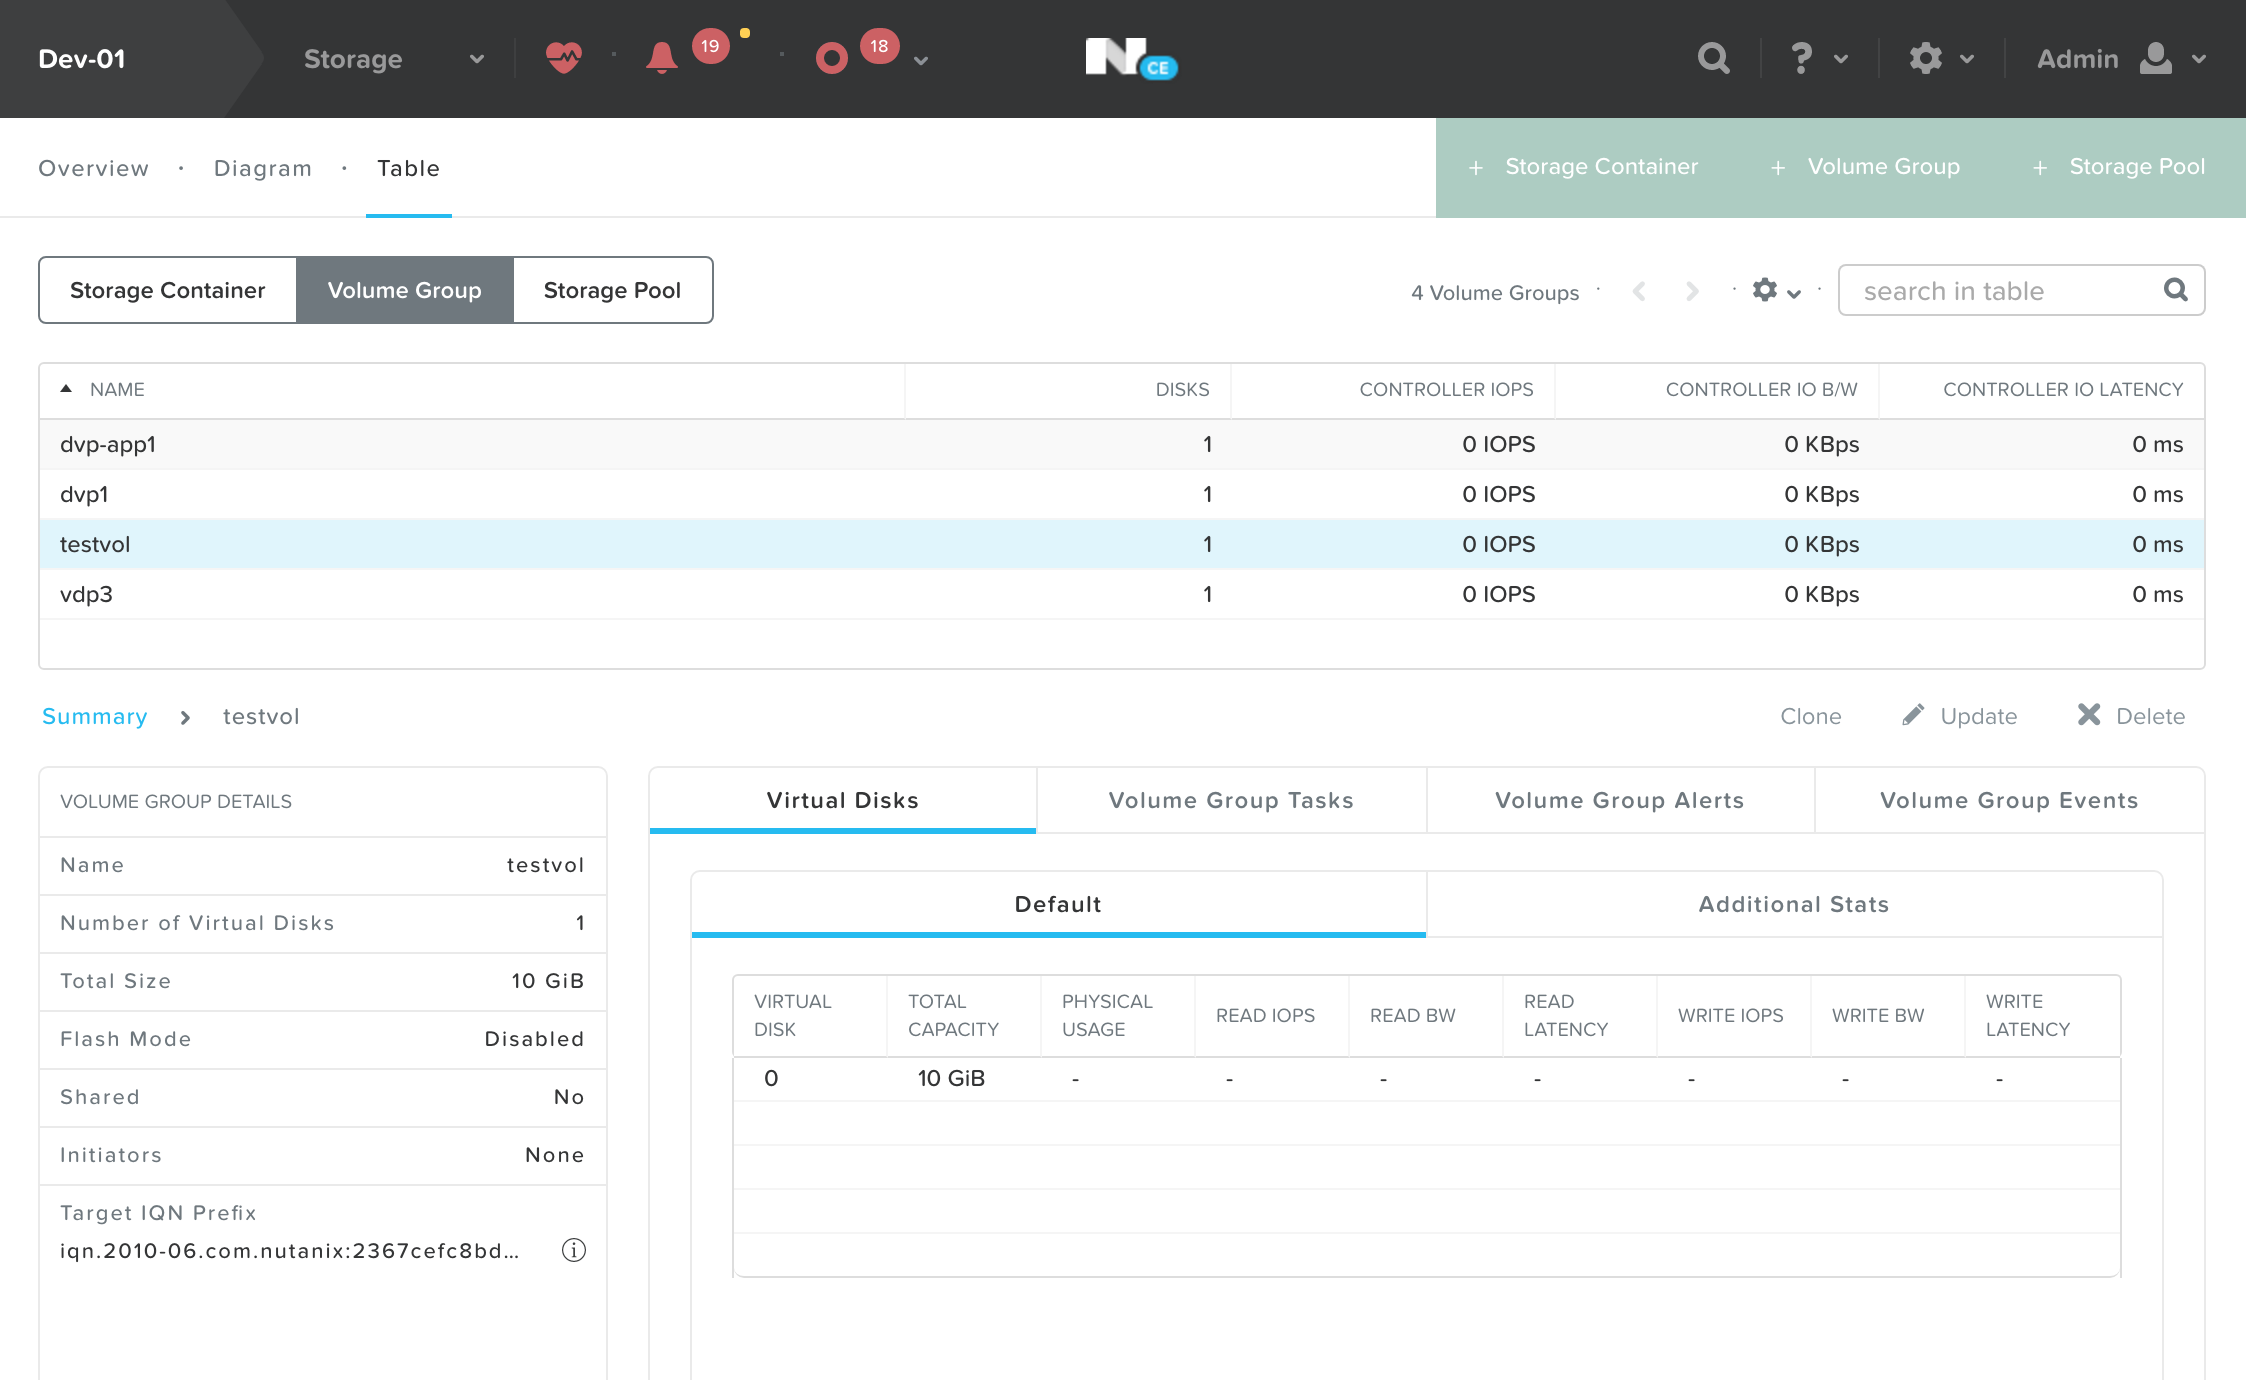 Dev-01
Storage
19
18
N CE
?
Admin
Overview · Diagram · Table
+ Storage Container
+ Volume Group
+ Storage Pool
Storage Container
Volume Group
Storage Pool
4 Volume Groups
search in table
NAME DISKS CONTROLLER IOPS CONTROLLER IO B/W CONTROLLER IO LATENCY
dvp-app1 1 0 IOPS 0 KBps 0 ms
dvp1 1 0 IOPS 0 KBps 0 ms
testvol 1 0 IOPS 0 KBps 0 ms
vdp3 1 0 IOPS 0 KBps 0 ms
Summary > testvol
Clone
Update
Delete
VOLUME GROUP DETAILS
Name testvol
Number of Virtual Disks 1
Total Size 10 GiB
Flash Mode Disabled
Shared No
Initiators None
Target IQN Prefix
iqn.2010-06.com.nutanix:2367cefc8bd...
Virtual Disks
Volume Group Tasks
Volume Group Alerts
Volume Group Events
Default
Additional Stats
VIRTUAL DISK TOTAL CAPACITY PHYSICAL USAGE READ IOPS READ BW READ LATENCY WRITE IOPS WRITE BW WRITE LATENCY
0 10 GiB - - - - - - -